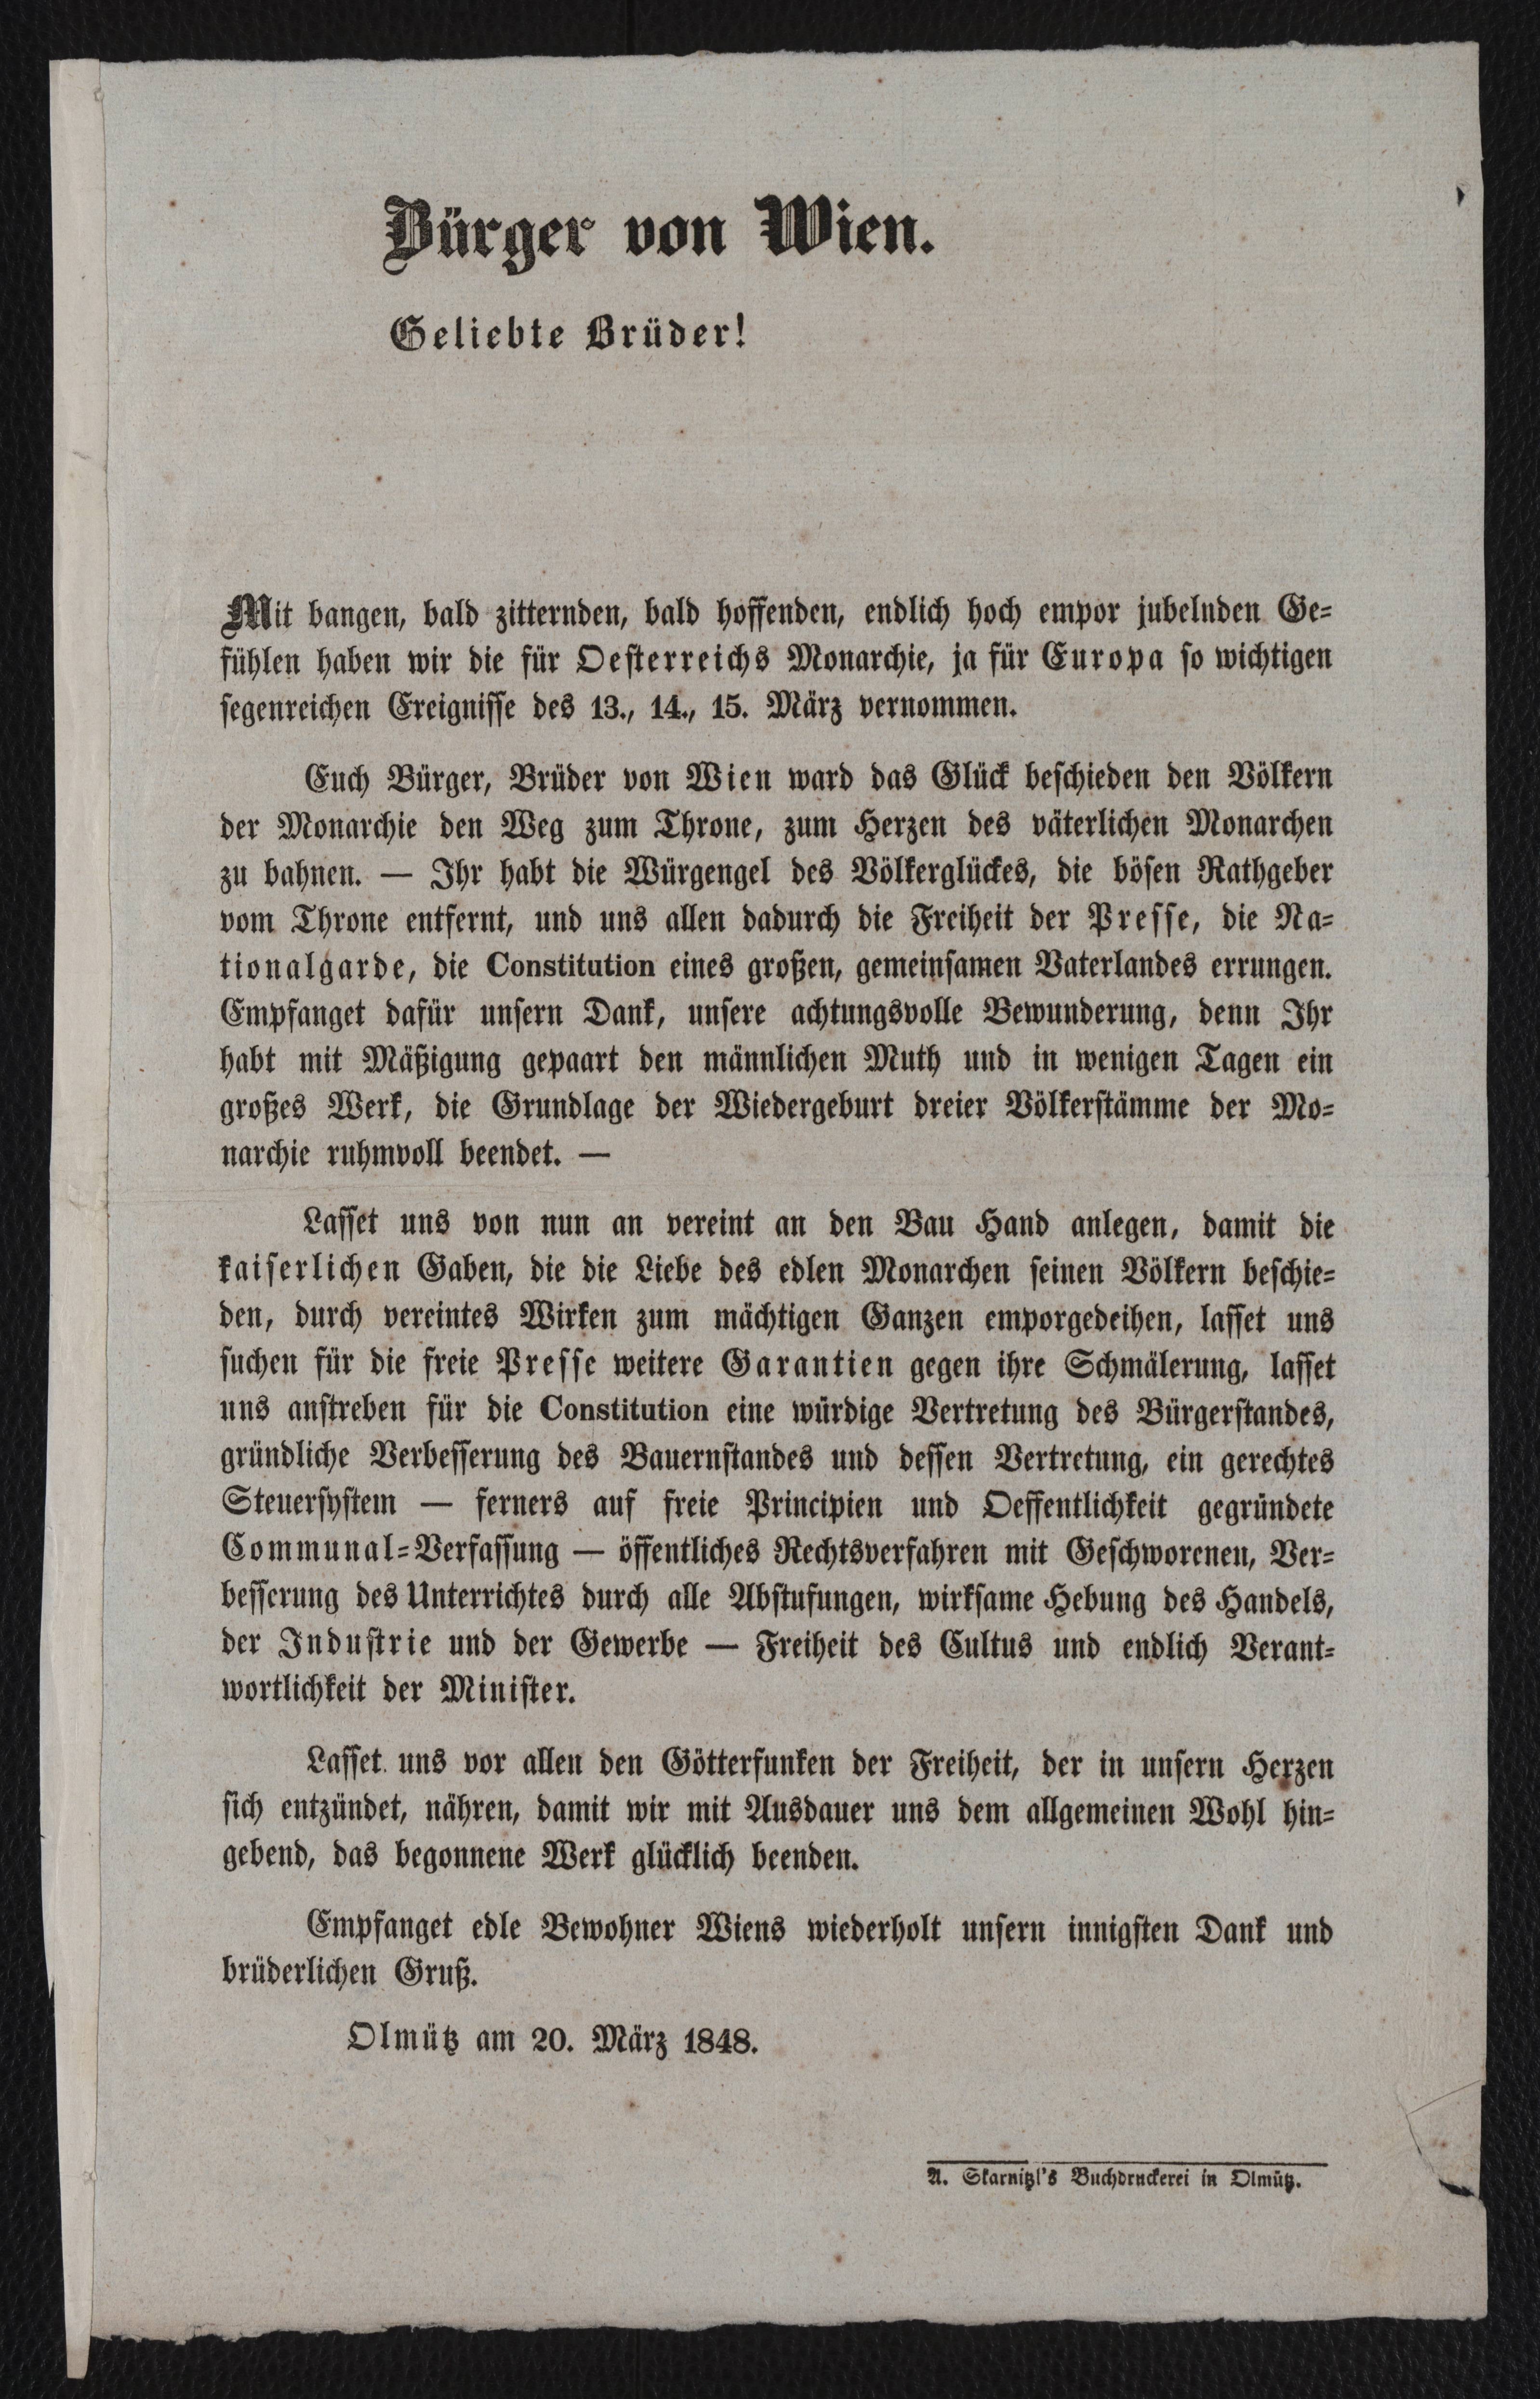 Bürger von Wien.
Geliebte Brüder!
Mit bangen, bald zitternden, bald hoffenden, endlich hoch empor jubelnden Ge-
fühlen haben wir die für Oesterreichs Monarchie, ja für Europa so wichtigen
segenreichen Ereignisse des 13., 14., 15. März vernommen.
Euch Bürger, Brüder von Wien ward das Glück beschieden den Völkern
der Monarchie den Weg zum Throne, zum Herzen des väterlichen Monarchen
zu bahnen. — Ihr habt die Würgengel des Völkerglückes, die bösen Rathgeber
vom Throne entfernt, und uns allen dadurch die Freiheit der Presse, die Na-
tionalgarde, die Constitution eines großen, gemeinsamen Vaterlandes errungen.
Empfanget dafür unsern Dank, unsere achtungsvolle Bewunderung, denn Ihr
habt mit Mäßigung gepaart den männlichen Muth und in wenigen Tagen ein
großes Werk, die Grundlage der Wiedergeburt dreier Völkerstämme der Mo-
narchie ruhmvoll beendet. —
Lasset uns von nun an vereint an den Bau Hand anlegen, damit die
kaiserlichen Gaben, die die Liebe des edlen Monarchen seinen Völkern beschie-
den, durch vereintes Wirken zum mächtigen Ganzen emporgedeihen, lasset uns
suchen für die freie Presse weitere Garantien gegen ihre Schmälerung, lasset
uns anstreben für die Constitution eine würdige Vertretung des Bürgerstandes,
gründliche Verbesserung des Bauernstandes und dessen Vertretung, ein gerechtes
Steuersystem — ferners auf freie Principien und Oeffentlichkeit gegründete
Communal-Verfassung — öffentliches Rechtsverfahren mit Geschworenen, Ver-
besserung des Unterrichtes durch alle Abstufungen, wirksame Hebung des Handels,
der Industrie und der Gewerbe — Freiheit des Cultus und endlich Verant-
wortlichkeit der Minister.
Lasset uns vor allen den Götterfunken der Freiheit, der in unsern Herzen
sich entzündet, nähren, damit wir mit Ausdauer uns dem allgemeinen Wohl hin-
gebend, das begonnene Werk glücklich beenden.
Empfanget edle Bewohner Wiens wiederholt unsern innigsten Dank und
brüderlichen Gruß.
Olmütz am 20. März 1848.
A. Skarnitzl's Buchdruckerei in Olmütz.